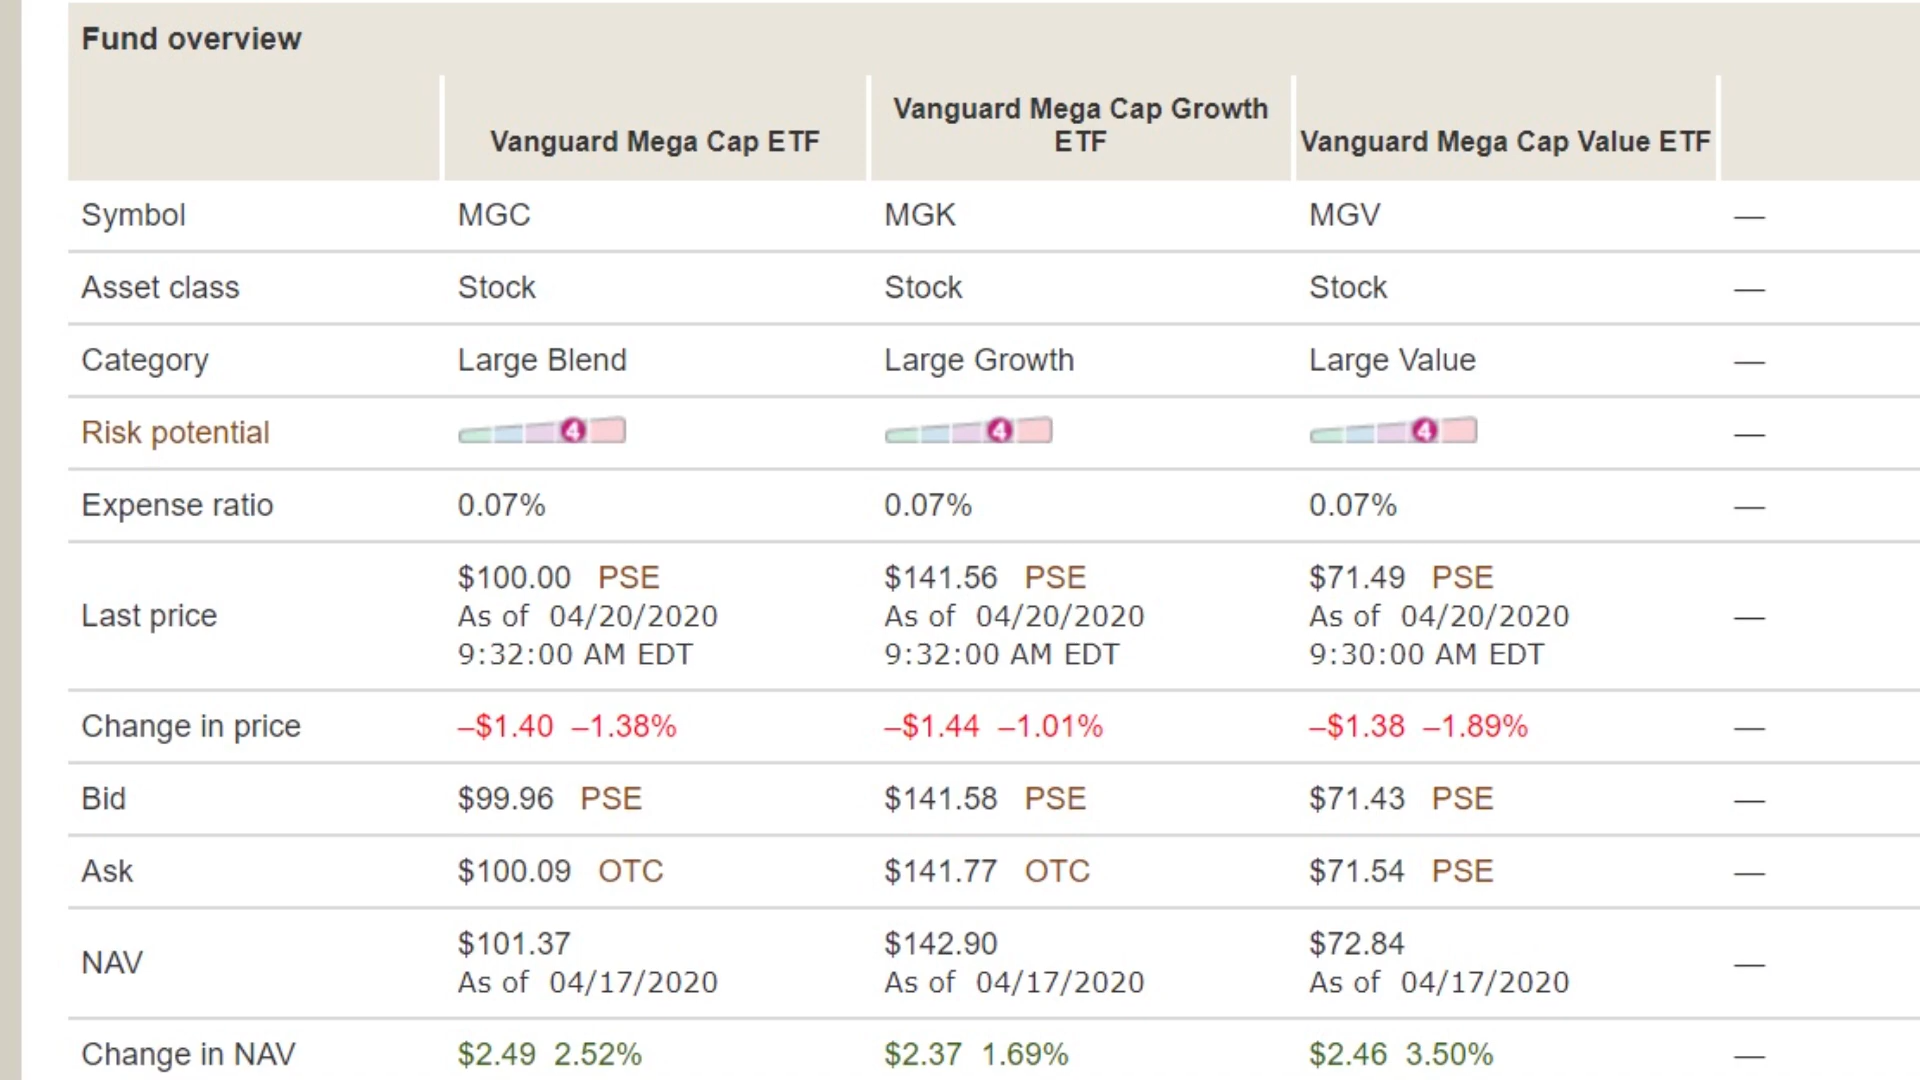 Fund overview
Vanguard Mega Cap ETF
Vanguard Mega Cap Growth
ETF
Vanguard Mega Cap Value ETF
Symbol MGC MGK MGV —
Asset class Stock Stock Stock —
Category Large Blend Large Growth Large Value —
Risk potential 4 4 4 —
Expense ratio 0.07% 0.07% 0.07% —
Last price
$100.00 PSE
As of 04/20/2020
9:32:00 AM EDT
$141.56 PSE
As of 04/20/2020
9:32:00 AM EDT
$71.49 PSE
As of 04/20/2020
9:30:00 AM EDT
—
Change in price –$1.40 –1.38% –$1.44 –1.01% –$1.38 –1.89% —
Bid $99.96 PSE $141.58 PSE $71.43 PSE —
Ask $100.09 OTC $141.77 OTC $71.54 PSE —
NAV
$101.37
As of 04/17/2020
$142.90
As of 04/17/2020
$72.84
As of 04/17/2020
—
Change in NAV $2.49 2.52% $2.37 1.69% $2.46 3.50% —